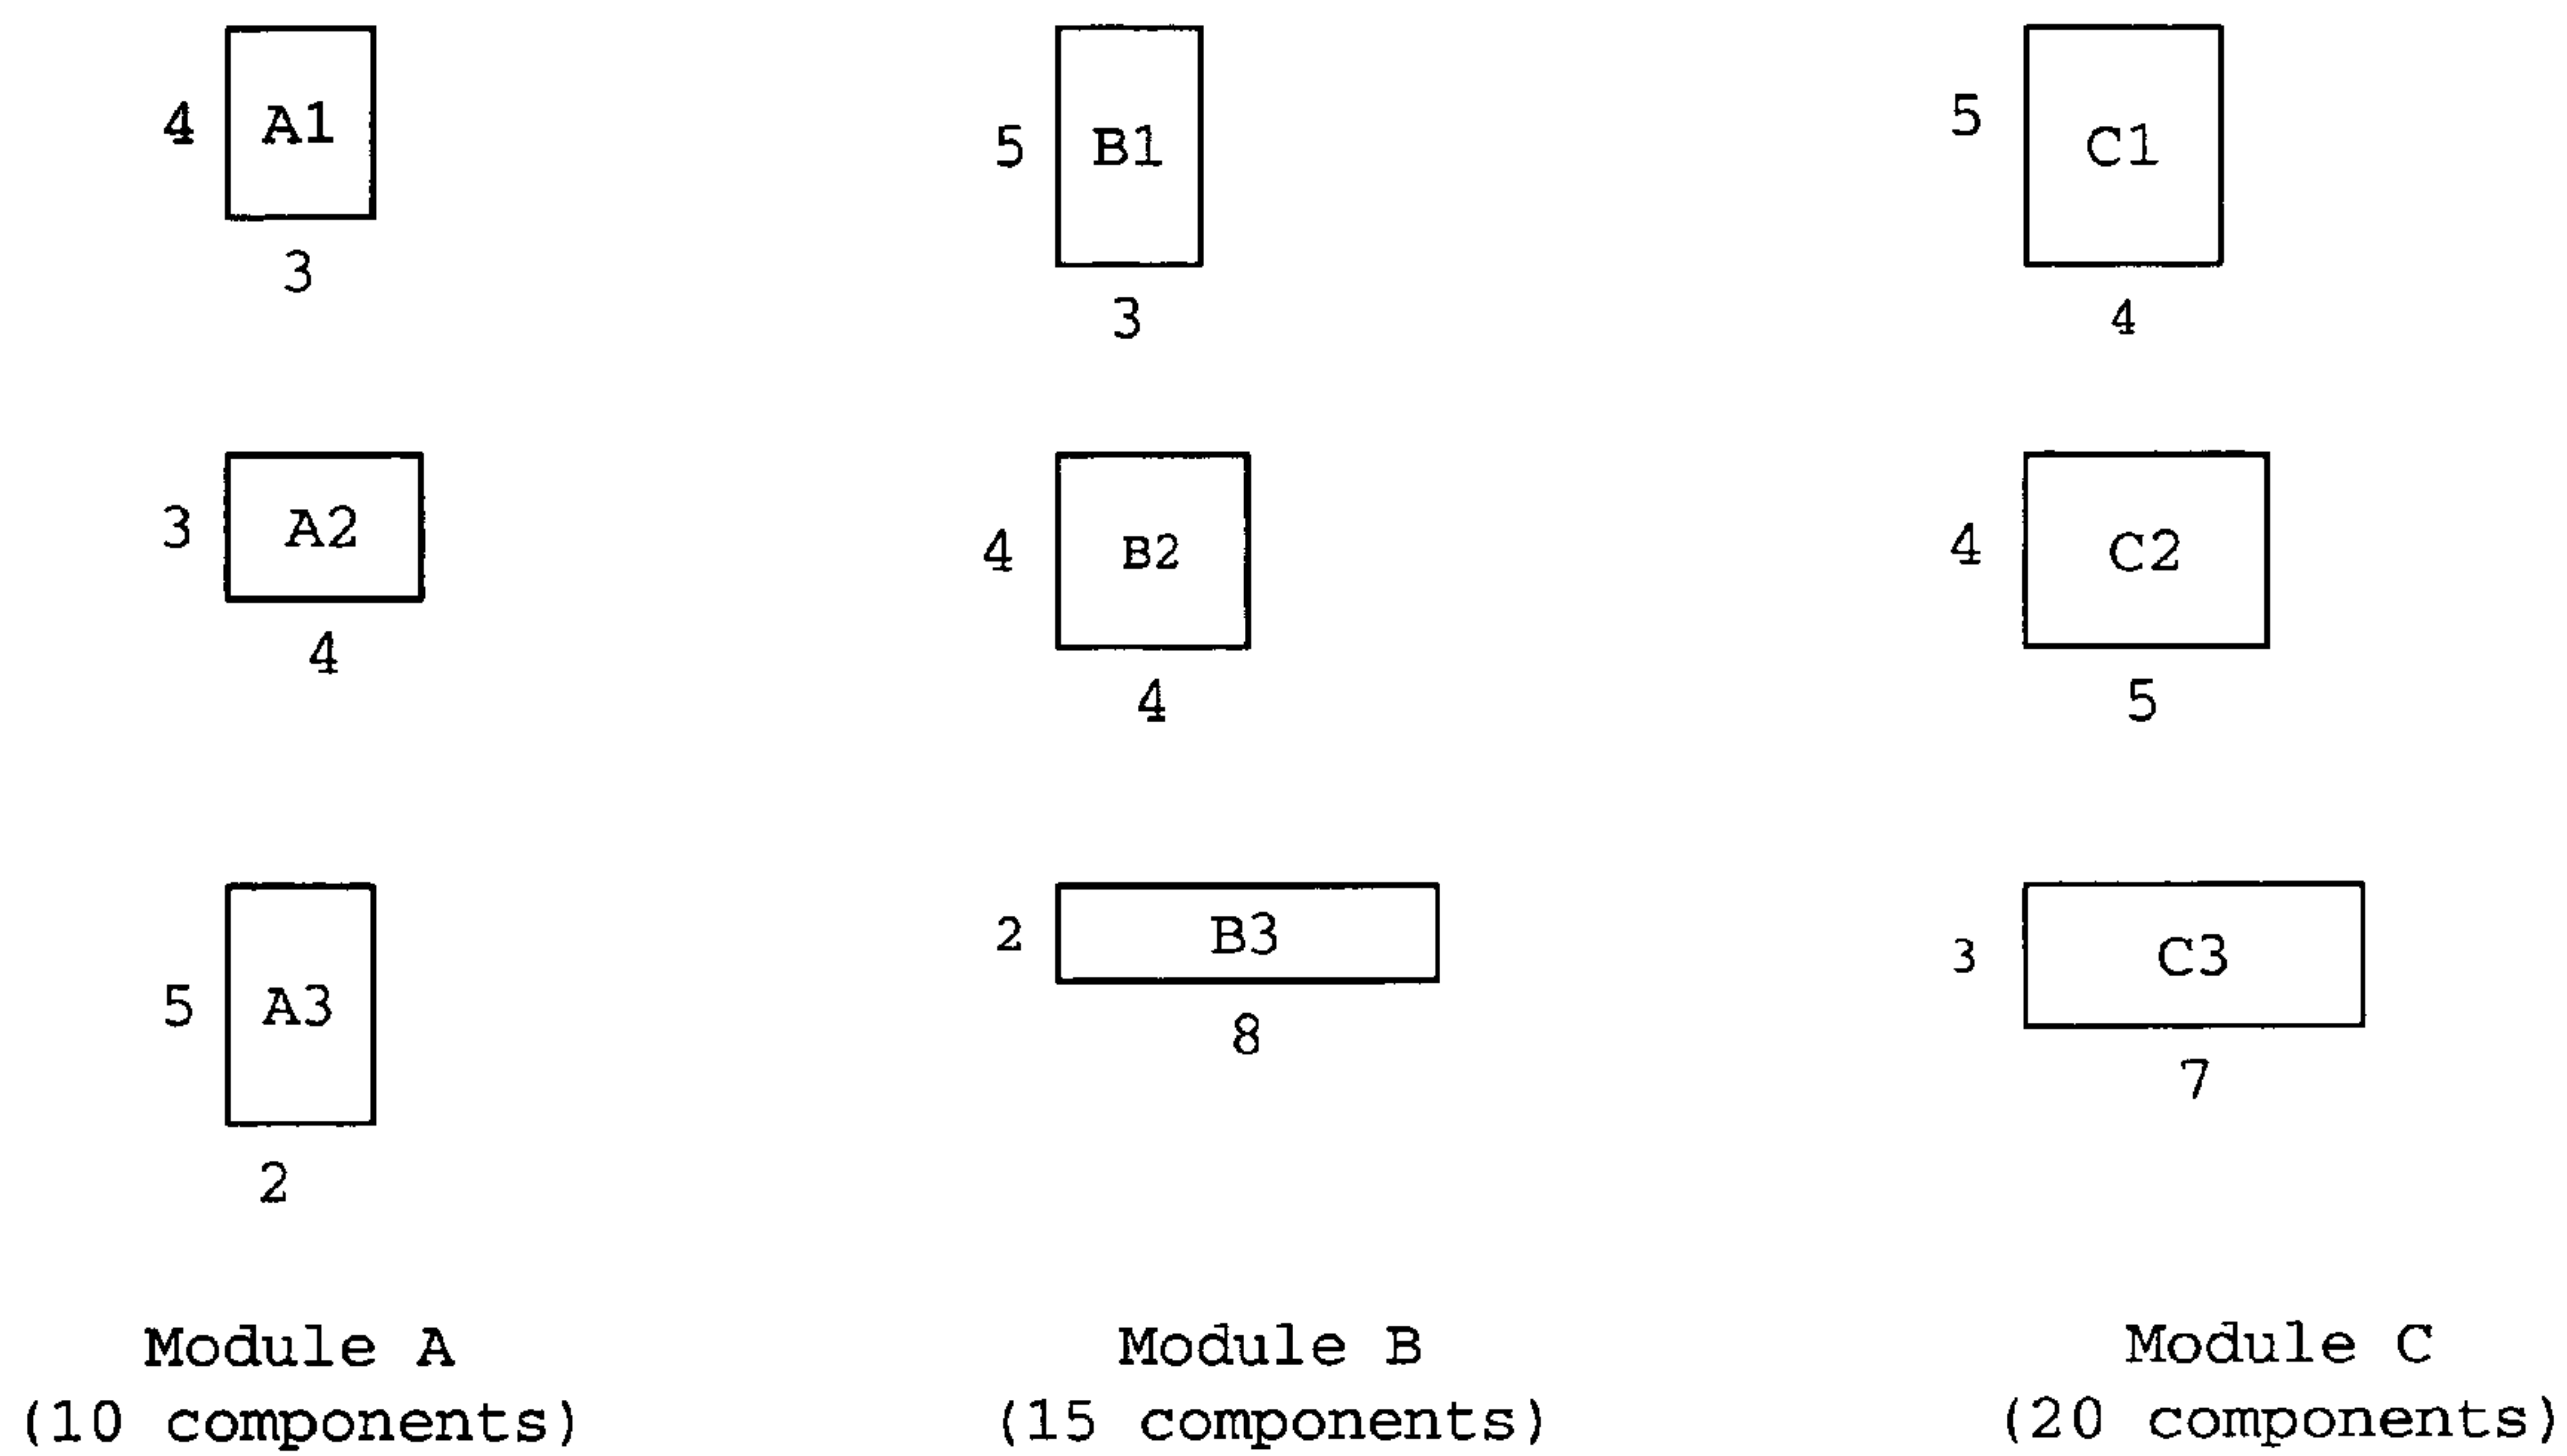 4 A1 3
5 B1 3
5 C1 4
3 A2 4
4 B2 4
4 C2 5
5 A3 2
2 B3 8
3 C3 7
Module A
(10 components)
Module B
(15 components)
Module C
(20 components)